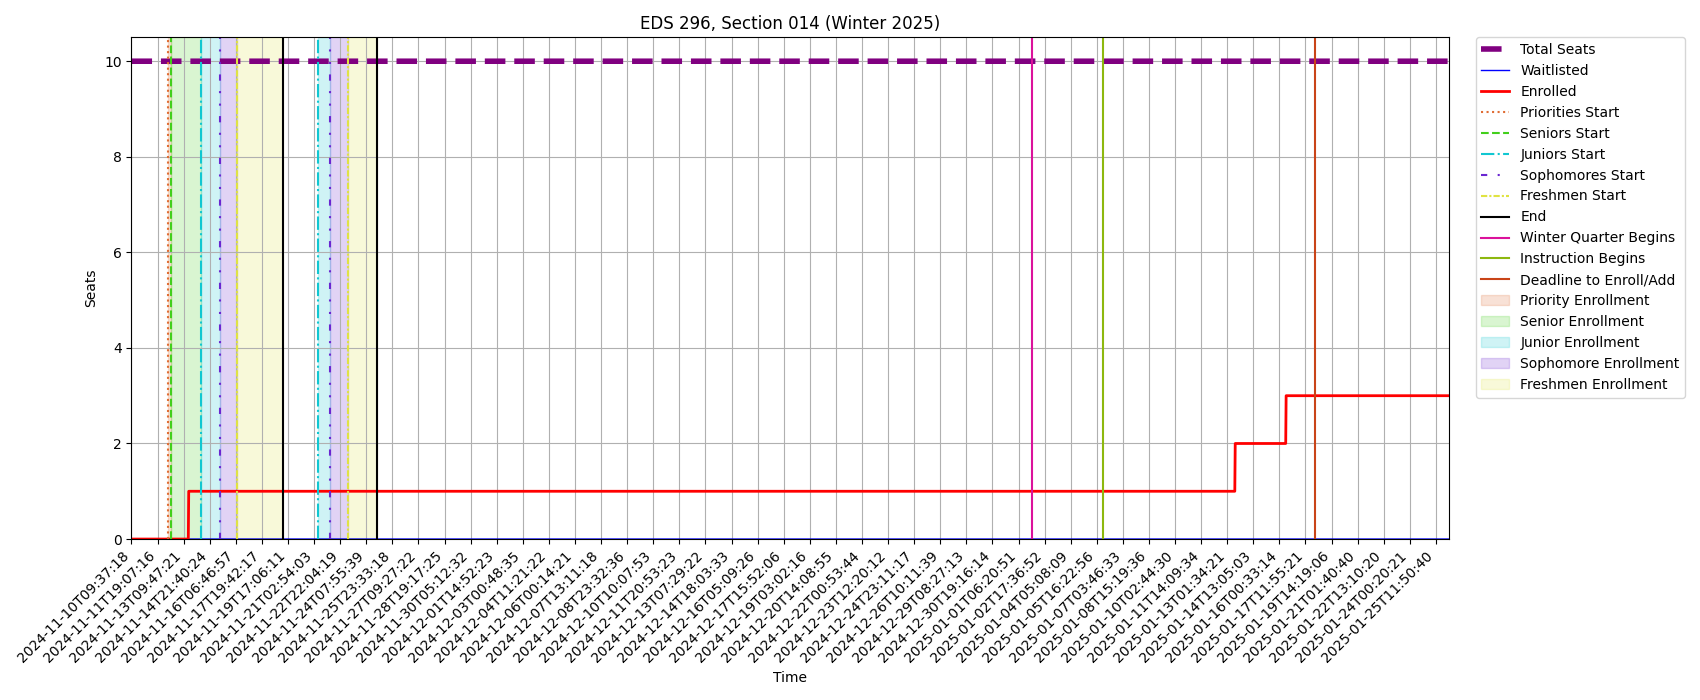 EDS 296, Section 014 (Winter 2025)
10
8
6
4
2
0
Seats
2024-11-10T09:37:18
2024-11-11T19:07:16
2024-11-13T09:47:21
2024-11-14T21:40:24
2024-11-16T06:46:57
2024-11-17T19:42:17
2024-11-19T17:06:11
2024-11-21T02:54:03
2024-11-22T22:04:19
2024-11-24T07:55:39
2024-11-25T23:33:18
2024-11-27T09:27:22
2024-11-28T19:17:25
2024-11-30T05:12:32
2024-12-01T14:52:23
2024-12-03T00:48:35
2024-12-04T11:21:22
2024-12-06T00:14:21
2024-12-07T13:11:18
2024-12-08T23:32:36
2024-12-10T10:07:53
2024-12-11T20:53:23
2024-12-13T07:29:22
2024-12-14T18:03:33
2024-12-16T05:09:26
2024-12-17T15:52:06
2024-12-19T03:02:16
2024-12-20T14:08:55
2024-12-22T00:53:44
2024-12-23T12:20:12
2024-12-24T23:11:17
2024-12-26T10:11:39
2024-12-29T08:27:13
2024-12-30T19:16:14
2025-01-01T06:20:51
2025-01-02T17:36:52
2025-01-04T05:08:09
2025-01-05T16:22:56
2025-01-07T03:46:33
2025-01-08T15:19:36
2025-01-10T02:44:30
2025-01-11T14:09:34
2025-01-13T01:34:21
2025-01-14T13:05:03
2025-01-16T00:33:14
2025-01-17T11:55:21
2025-01-19T14:19:06
2025-01-21T01:40:40
2025-01-22T13:10:20
2025-01-24T00:20:21
2025-01-25T11:50:40
Time
Total Seats
Waitlisted
Enrolled
Priorities Start
Seniors Start
Juniors Start
Sophomores Start
Freshmen Start
End
Winter Quarter Begins
Instruction Begins
Deadline to Enroll/Add
Priority Enrollment
Senior Enrollment
Junior Enrollment
Sophomore Enrollment
Freshmen Enrollment